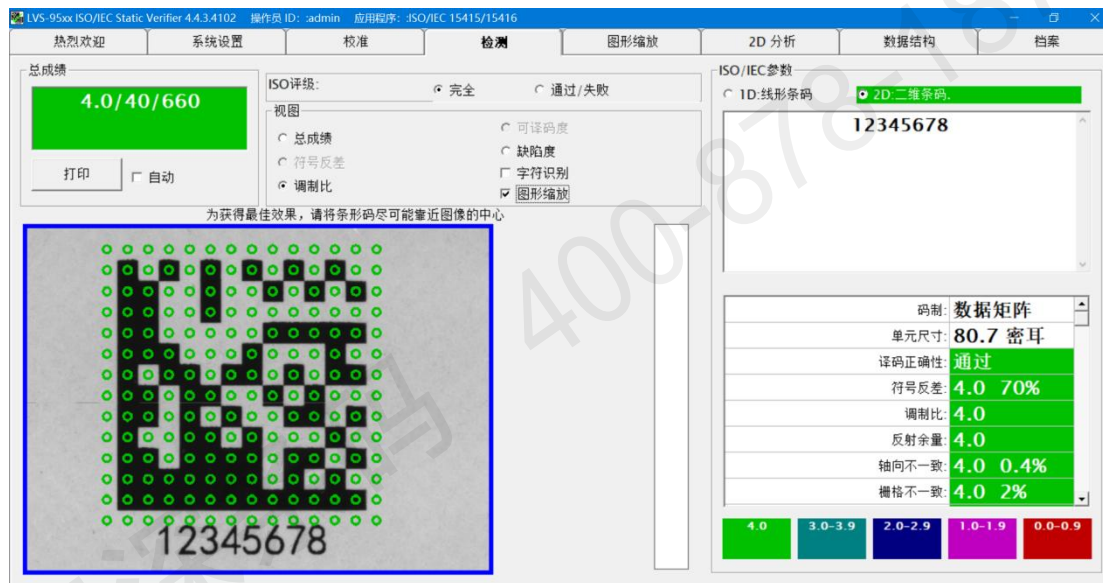 LVS-95xx ISO/IEC Static Verifier 4.4.3.4102 操作员 ID: :admin 应用程序: :ISO/IEC 15415/15416
热烈欢迎 系统设置 校准 检测 图形缩放 2D 分析 数据结构 档案
总成绩
4.0/40/660
打印 自动
ISO评级: 完全 通过/失败
视图
总成绩 可译码度
符号反差 缺陷度
字符识别
调制比 图形缩放
为获得最佳效果，请将条形码尽可能靠近图像的中心
12345678
ISO/IEC参数
1D:线形条码 2D:二维条码.
12345678
码制: 数据矩阵
单元尺寸: 80.7 密耳
译码正确性: 通过
符号反差: 4.0 70%
调制比: 4.0
反射余量: 4.0
轴向不一致: 4.0 0.4%
栅格不一致: 4.0 2%
4.0 3.0-3.9 2.0-2.9 1.0-1.9 0.0-0.9
400-878-18
码